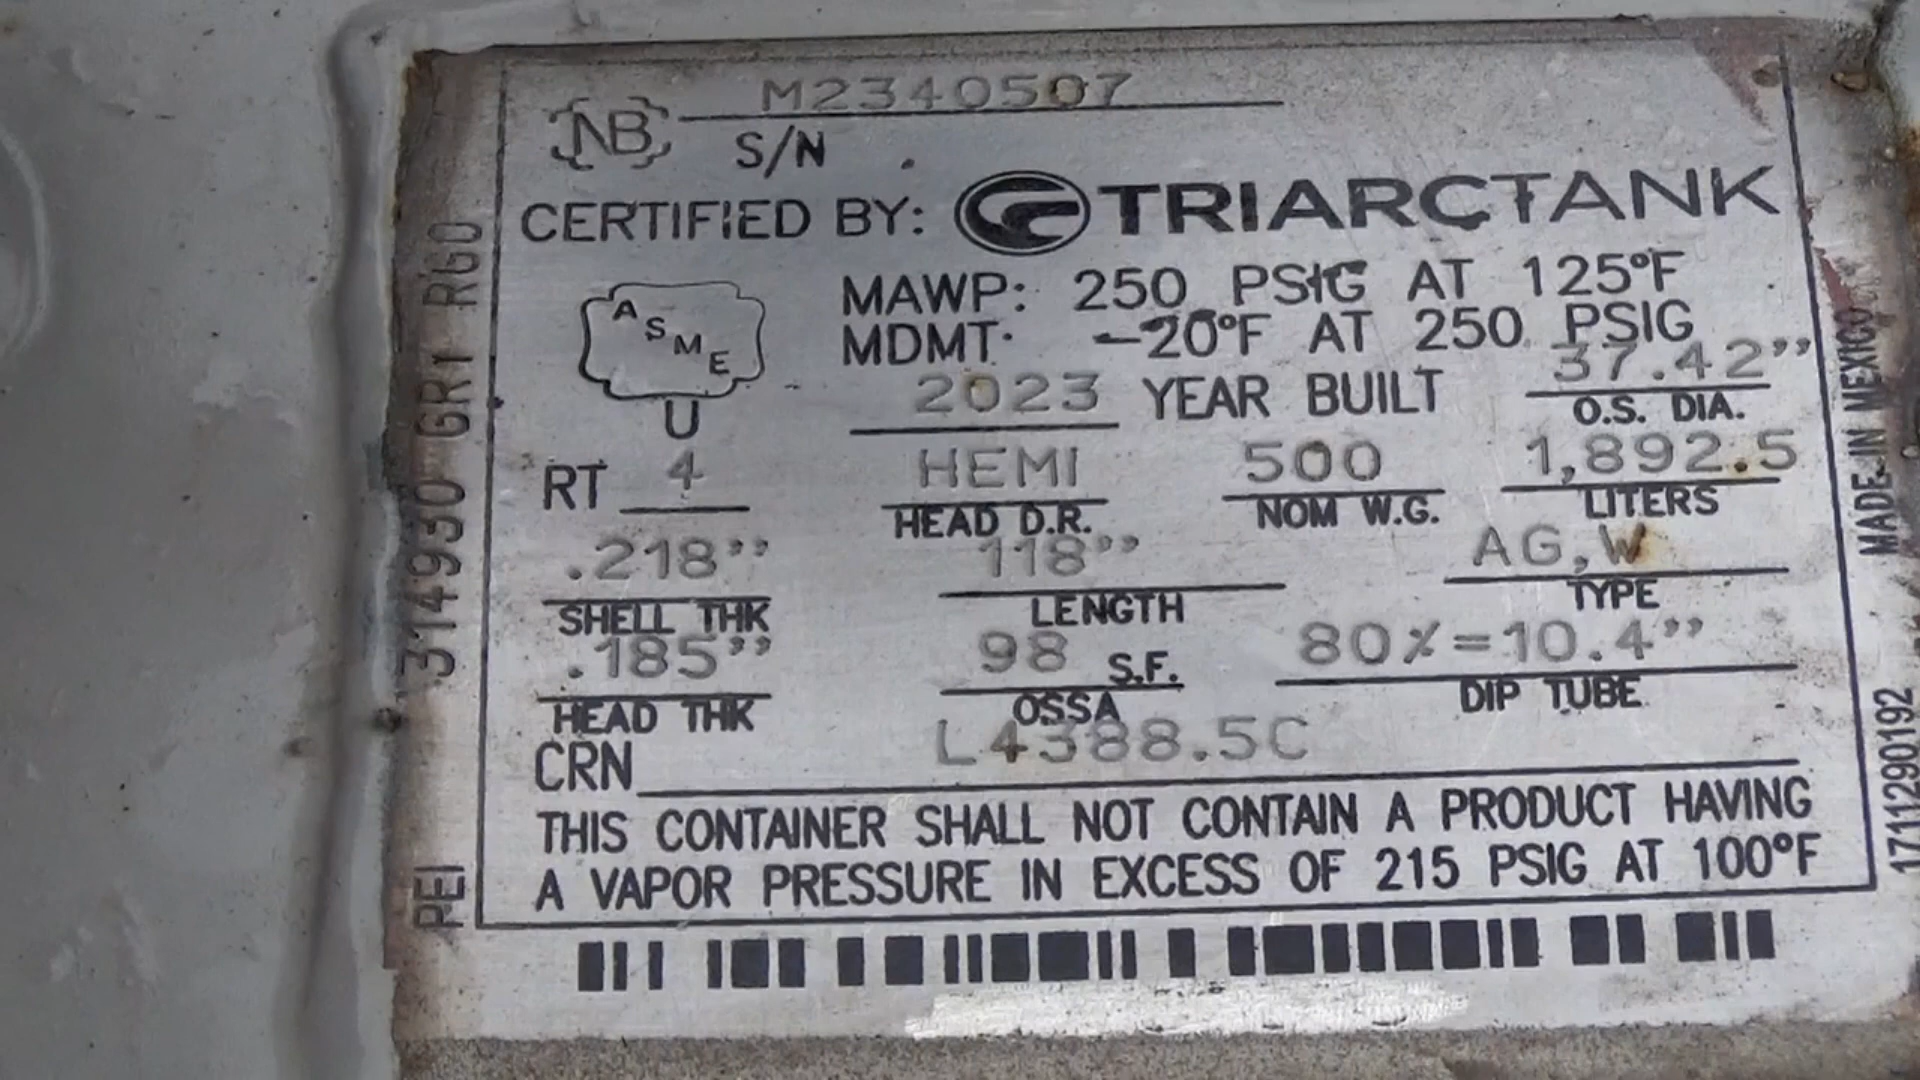 M2340507
NB S/N
CERTIFIED BY: TRIARCTANK
ASME
U
MAWP: 250 PSIG AT 125°F
MDMT: -20°F AT 250 PSIG
2023 YEAR BUILT
37.42”
O.S. DIA.
RT 4
HEMI
HEAD D.R.
500
NOM W.G.
1,892.5
LITERS
.218”
SHELL THK
118”
LENGTH
AG,W
TYPE
.185”
HEAD THK
98 S.F.
OSSA
80%=10.4”
DIP TUBE
CRN L4388.5C
THIS CONTAINER SHALL NOT CONTAIN A PRODUCT HAVING
A VAPOR PRESSURE IN EXCESS OF 215 PSIG AT 100°F
PEI 3149930 GR1 RG0
1711290192 MADE IN MEXICO